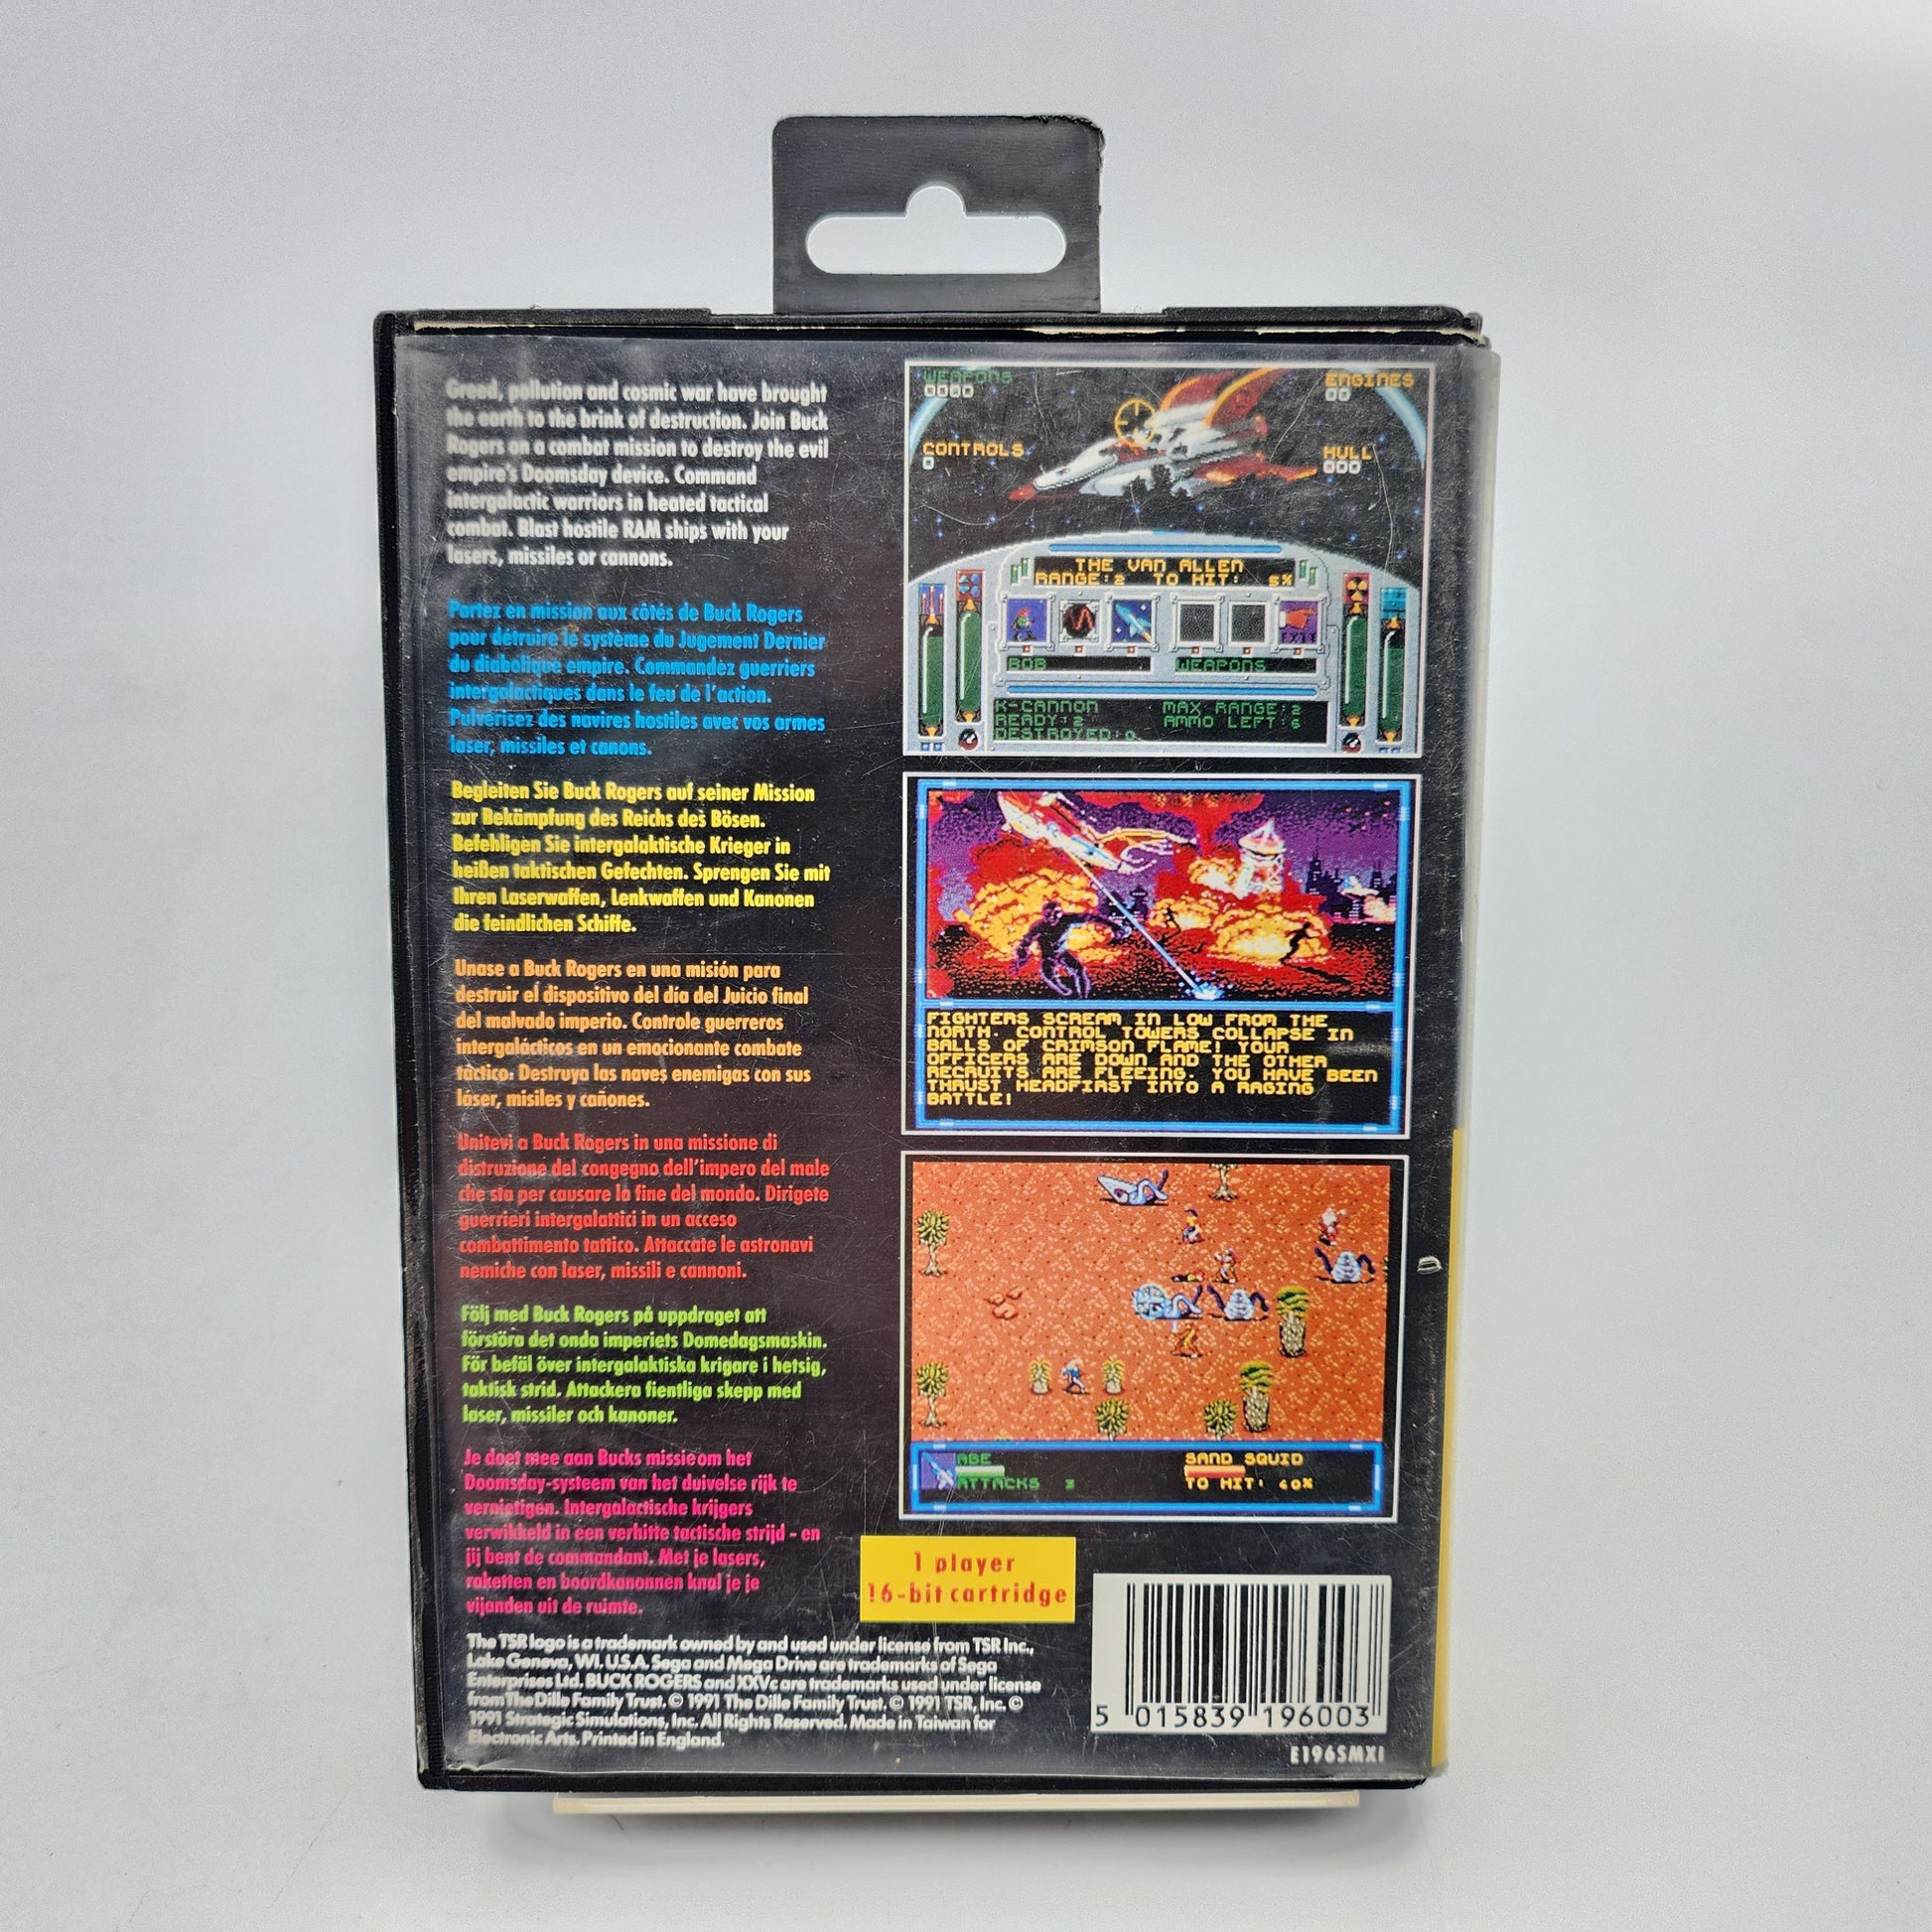 Greed, pollution and cosmic war have brought
the earth to the brink of destruction. Join Buck
Rogers on a combat mission to destroy the evil
empire's Doomsday device. Command
intergalactic warriors in heated tactical
combat. Blast hostile RAM ships with your
lasers, missiles or cannons.
Partez en mission aux côtés de Buck Rogers
pour détruire le système du Jugement Dernier
du diabolique empire. Commandez guerriers
intergalactiques dans le feu de l'action.
Pulvérisez des navires hostiles avec vos armes
laser, missiles et canons.
Begleiten Sie Buck Rogers auf seiner Mission
zur Bekämpfung des Reichs des Bösen.
Befehligen Sie intergalaktische Krieger in
heißen taktischen Gefechten. Sprengen Sie mit
Ihren Laserwaffen, Lenkwaffen und Kanonen
die feindlichen Schiffe.
Unase a Buck Rogers en una misión para
destruir el dispositivo del día del Juicio final
del malvado imperio. Controle guerreros
intergalácticos en un emocionante combate
táctico. Destruya las naves enemigas con sus
láser, misiles y cañones.
Unitevi a Buck Rogers in una missione di
distruzione del congegno dell'impero del male
che sta per causare la fine del mondo. Dirigete
guerrieri intergalattici in un acceso
combattimento tattico. Attaccate le astronavi
nemiche con laser, missili e cannoni.
Följ med Buck Rogers på uppdraget att
förstöra det onda imperiets Domedagsmaskin.
För befäl över intergalaktiska krigare i hetsig,
taktisk strid. Attackera fientliga skepp med
laser, missiler och kanoner.
Je doet mee aan Bucks missie om het
Doomsday-systeem van het duivelse rijk te
vernietigen. Intergalactische krijgers
verwikkeld in een verhitte tactische strijd - en
jij bent de commandant. Met je lasers,
raketten en boordkanonnen knal je je
vijanden uit de ruimte.
The TSR logo is a trademark owned by and used under license from TSR Inc.,
Lake Geneva, WI. U.S.A. Sega and Mega Drive are trademarks of Sega
Enterprises Ltd. BUCK ROGERS and XXVc are trademarks used under license
from The Dille Family Trust. © 1991 The Dille Family Trust. © 1991 TSR, Inc. ©
1991 Strategic Simulations, Inc. All Rights Reserved. Made in Taiwan for
Electronic Arts. Printed in England.
WEAPONS ENGINES
00
CONTROLS HULL
0 000
THE VAN ALLEN
RANGE:2 TO HIT: 5%
EXIT
BOB WEAPONS
K-CANNON MAX RANGE:2
READY:2 AMMO LEFT:6
DESTROYED:0
FIGHTERS SCREAM IN LOW FROM THE
NORTH. CONTROL TOWERS COLLAPSE IN
BALLS OF CRIMSON FLAME! YOUR
OFFICERS ARE DOWN AND THE OTHER
RECRUITS ARE FLEEING. YOU HAVE BEEN
THRUST HEADFIRST INTO A RAGING
BATTLE!
ABE SAND SQUID
ATTACKS 3 TO HIT: 60%
1 player
16-bit cartridge
5 015839 196003
E196SMXI